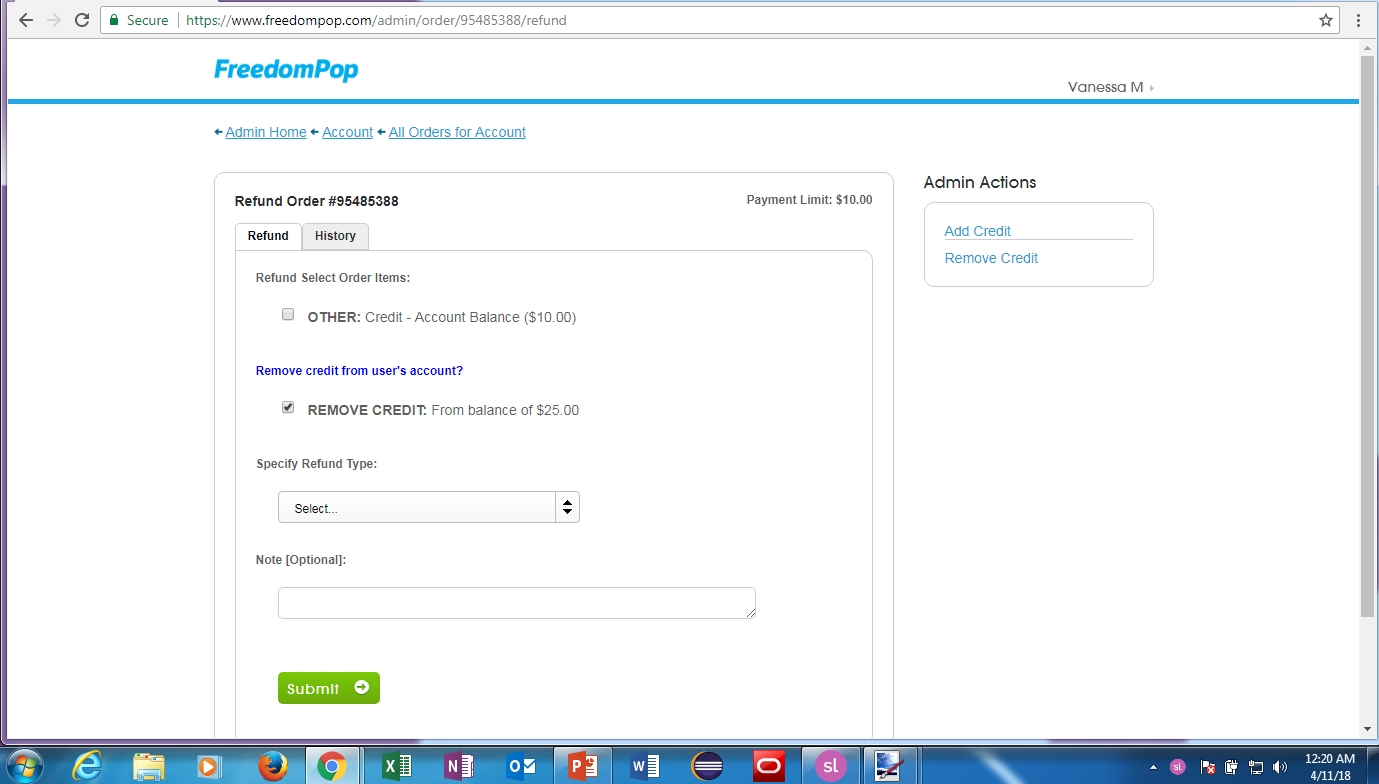 Secure https://www.freedompop.com/admin/order/95485388/refund
FreedomPop
Vanessa M
Admin Home Account All Orders for Account
Refund Order #95485388
Payment Limit: $10.00
Refund History
Refund Select Order Items:
OTHER: Credit - Account Balance ($10.00)
Remove credit from user's account?
REMOVE CREDIT: From balance of $25.00
Specify Refund Type:
Select...
Note [Optional]:
Submit
Admin Actions
Add Credit
Remove Credit
sl
sl
12:20 AM
4/11/18